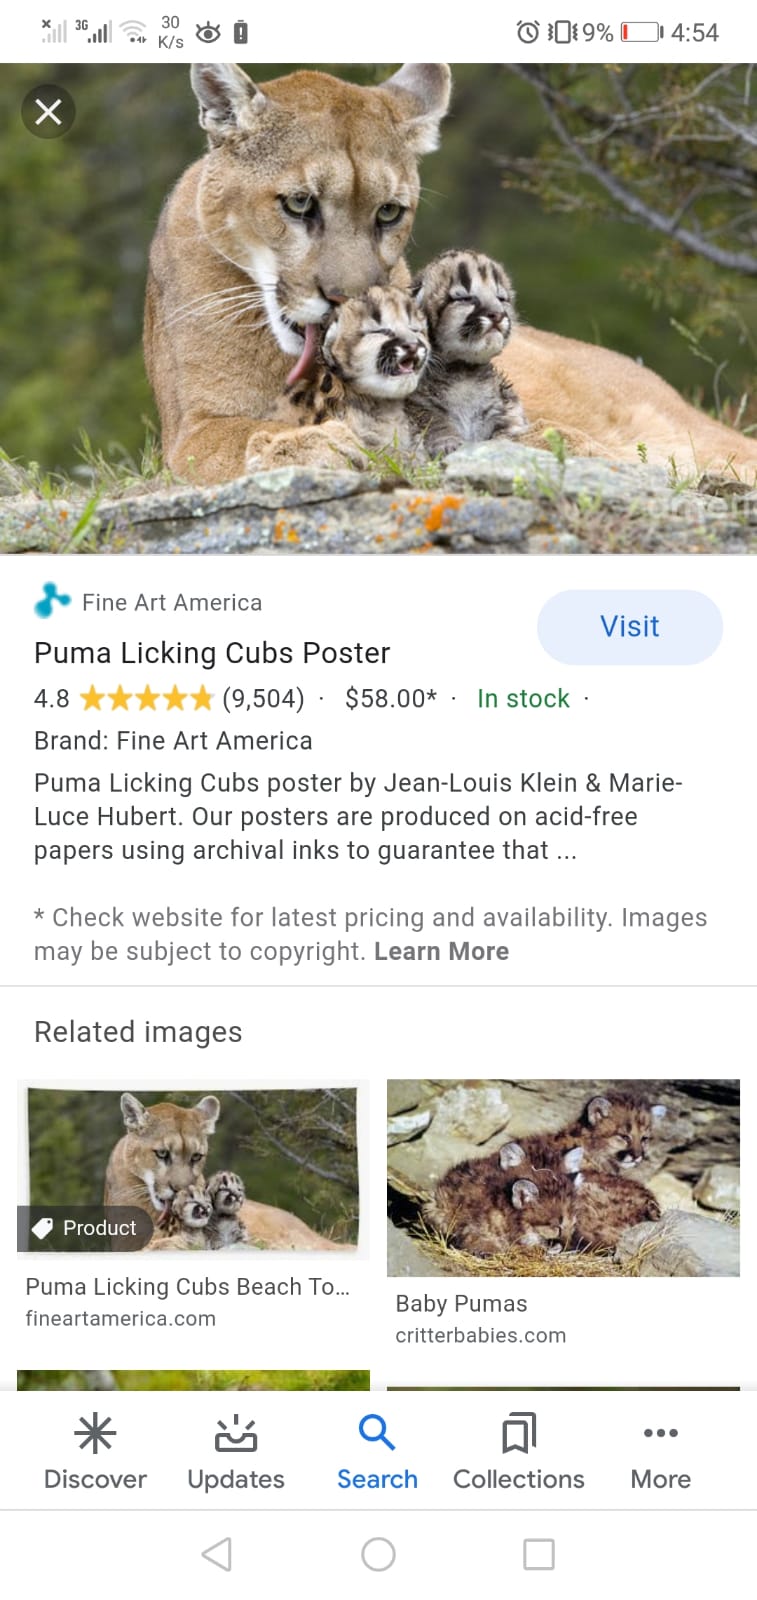 3G
30
K/s
9%
4:54
Fine Art America
Visit
Puma Licking Cubs Poster
4.8 ★★★★★ (9,504) · $58.00* · In stock ·
Brand: Fine Art America
Puma Licking Cubs poster by Jean-Louis Klein & Marie-
Luce Hubert. Our posters are produced on acid-free
papers using archival inks to guarantee that ...
* Check website for latest pricing and availability. Images
may be subject to copyright. Learn More
Related images
Product
Puma Licking Cubs Beach To...
fineartamerica.com
Baby Pumas
critterbabies.com
Discover
Updates
Search
Collections
More